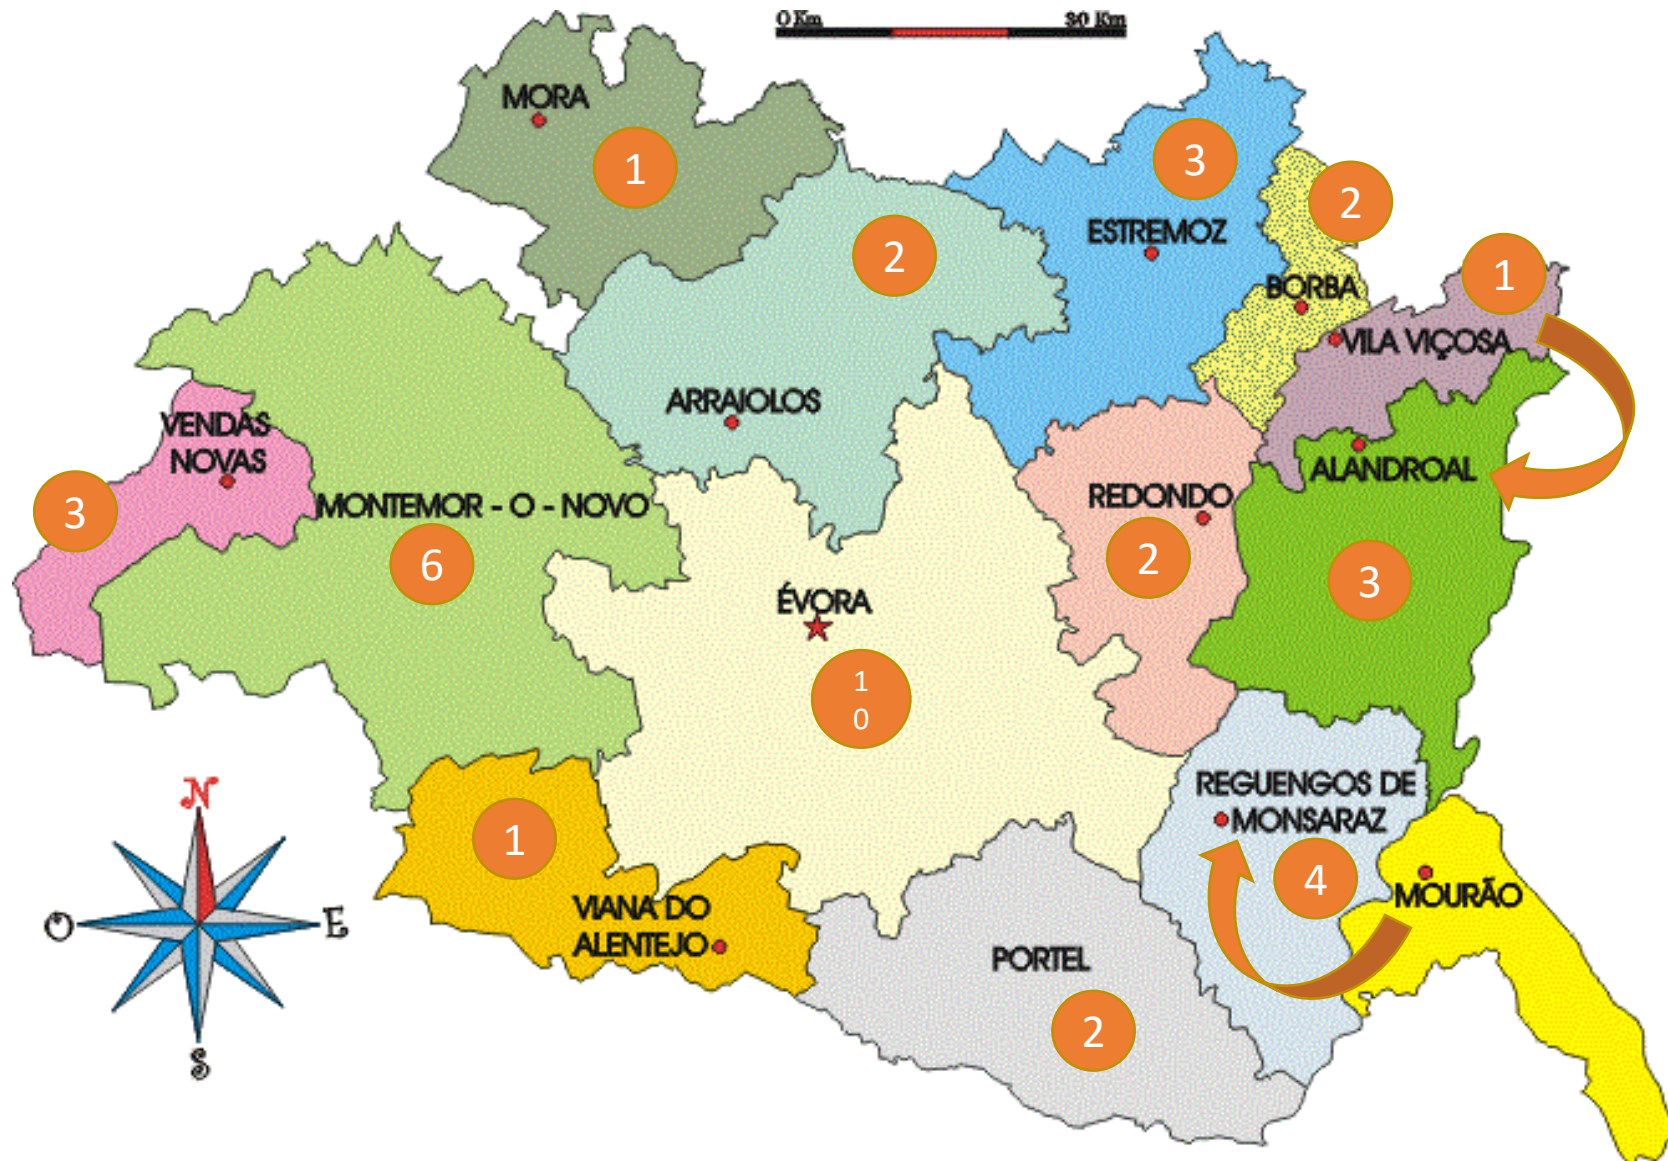 0 Km
30 Km
MORA
1
3
2
ESTREMOZ
2
1
BORBA
VILA VIÇOSA
ARRAIOLOS
VENDAS
NOVAS
3
MONTEMOR - O - NOVO
6
ALANDROAL
3
REDONDO
2
ÉVORA
1
0
N
O
E
S
1
VIANA DO
ALENTEJO
REGUENGOS DE
MONSARAZ
4
MOURÃO
PORTEL
2